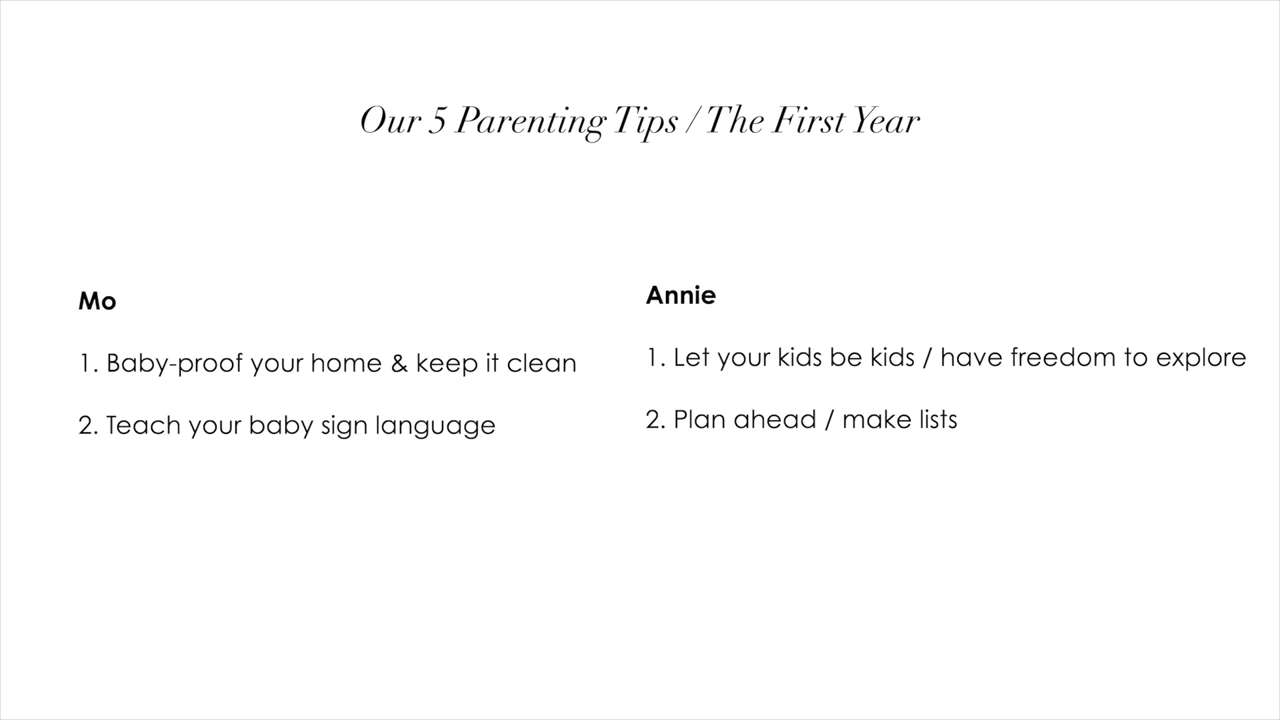 Our 5 Parenting Tips / The First Year
Mo
1. Baby-proof your home & keep it clean
2. Teach your baby sign language
Annie
1. Let your kids be kids / have freedom to explore
2. Plan ahead / make lists